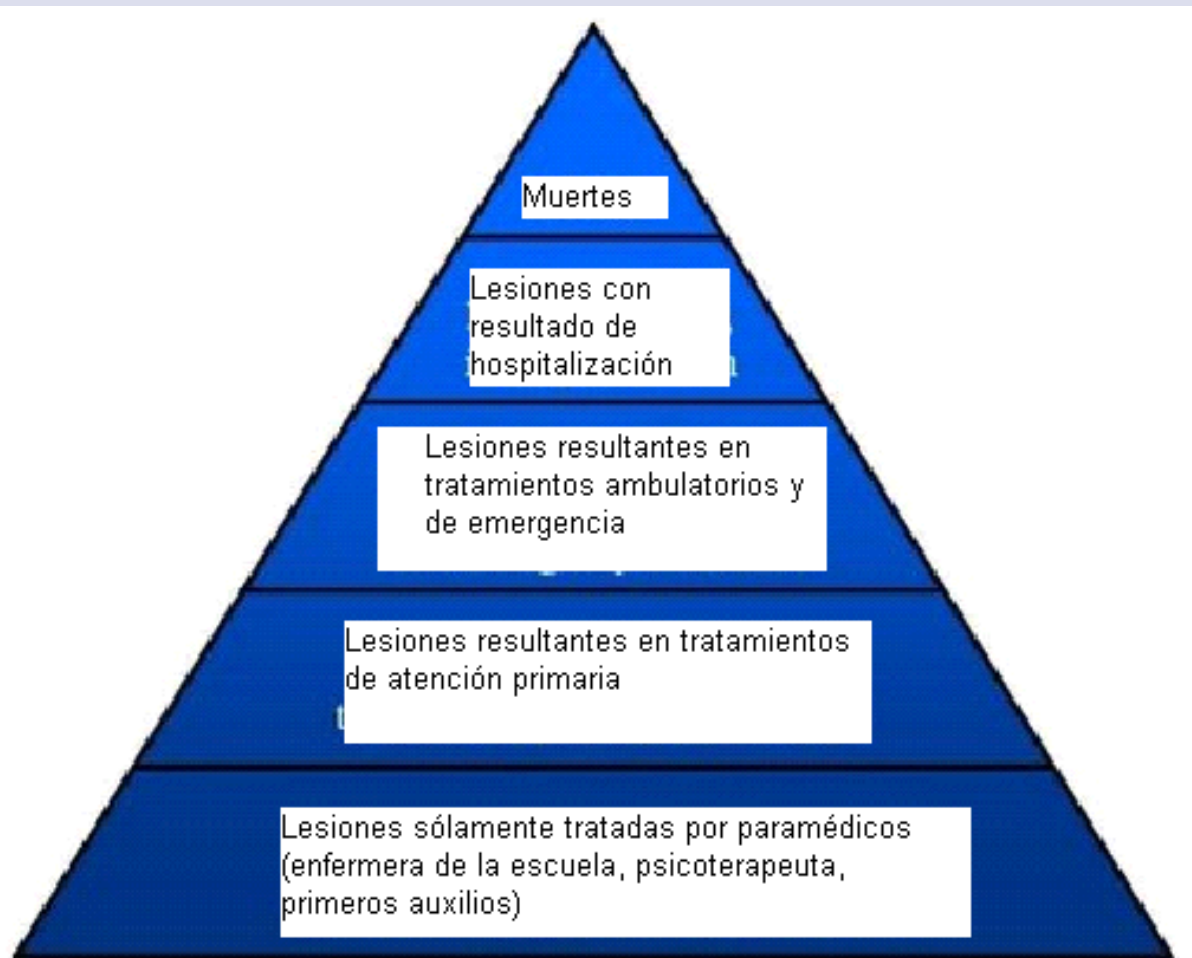 Muertes
Lesiones con
resultado de
hospitalización
Lesiones resultantes en
tratamientos ambulatorios y
de emergencia
Lesiones resultantes en tratamientos
de atención primaria
Lesiones sólamente tratadas por paramédicos
(enfermera de la escuela, psicoterapeuta,
primeros auxilios)